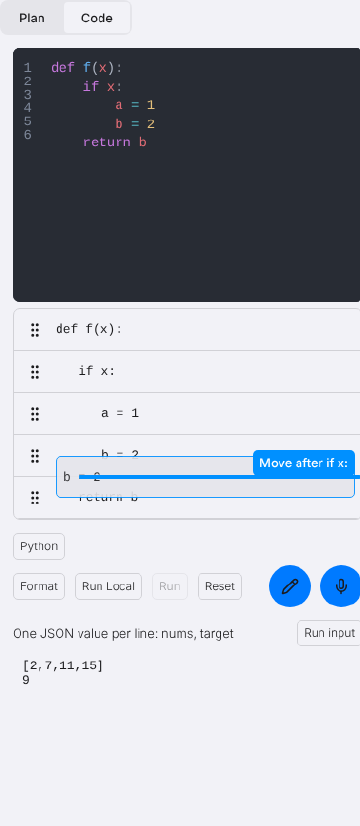 Plan Code
1 def f(x):
2 if x:
3 a = 1
4 b = 2
5 return b
6
def f(x):
if x:
a = 1
b = 2
Move after if x:
b = 2
return b
Python
Format Run Local Run Reset
One JSON value per line: nums, target Run input
[2,7,11,15]
9